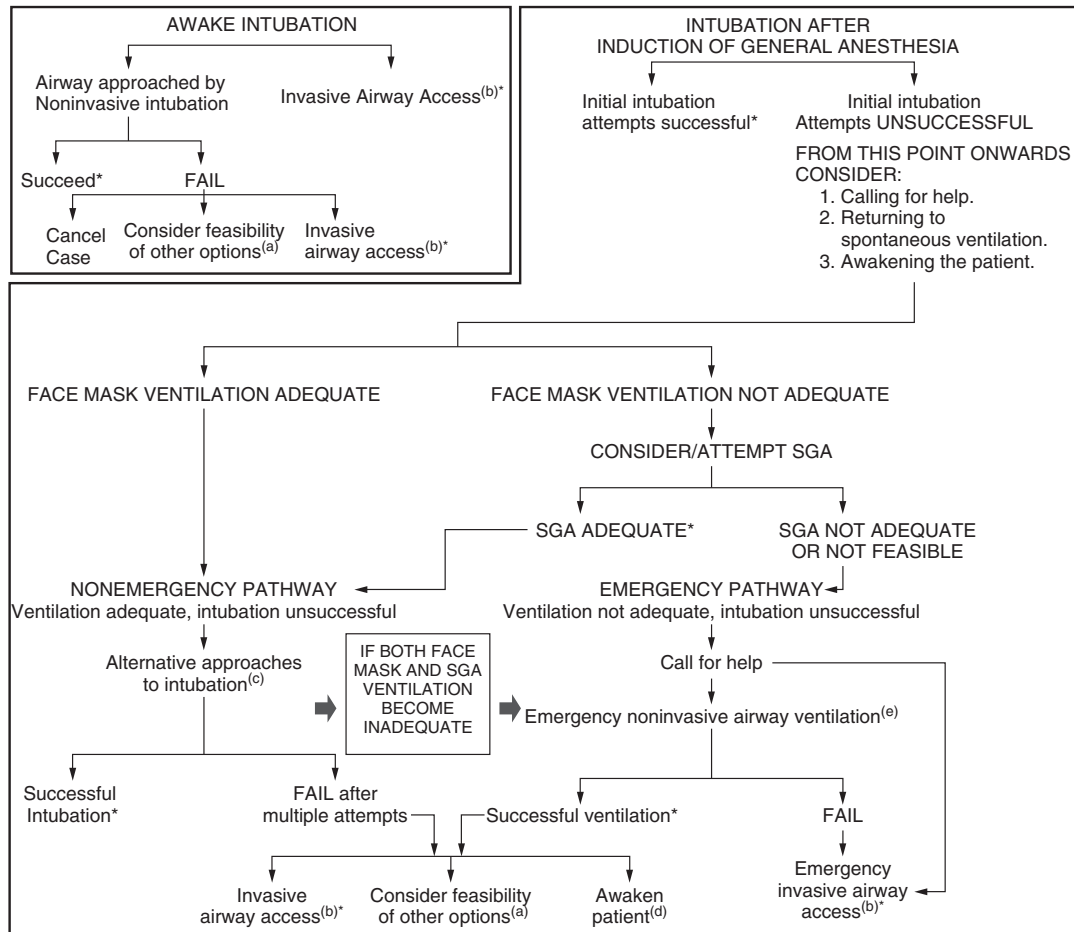 AWAKE INTUBATION
Airway approached by
Noninvasive intubation
Invasive Airway Access(b)*
Succeed*
FAIL
Cancel
Case
Consider feasibility
of other options(a)
Invasive
airway access(b)*
INTUBATION AFTER
INDUCTION OF GENERAL ANESTHESIA
Initial intubation
attempts successful*
Initial intubation
Attempts UNSUCCESSFUL
FROM THIS POINT ONWARDS
CONSIDER:
1. Calling for help.
2. Returning to
spontaneous ventilation.
3. Awakening the patient.
FACE MASK VENTILATION ADEQUATE
FACE MASK VENTILATION NOT ADEQUATE
CONSIDER/ATTEMPT SGA
SGA ADEQUATE*
SGA NOT ADEQUATE
OR NOT FEASIBLE
NONEMERGENCY PATHWAY
Ventilation adequate, intubation unsuccessful
EMERGENCY PATHWAY
Ventilation not adequate, intubation unsuccessful
Alternative approaches
to intubation(c)
IF BOTH FACE
MASK AND SGA
VENTILATION
BECOME
INADEQUATE
Call for help
Emergency noninvasive airway ventilation(e)
Successful
Intubation*
FAIL after
multiple attempts
Successful ventilation*
FAIL
Invasive
airway access(b)*
Consider feasibility
of other options(a)
Awaken
patient(d)
Emergency
invasive airway
access(b)*